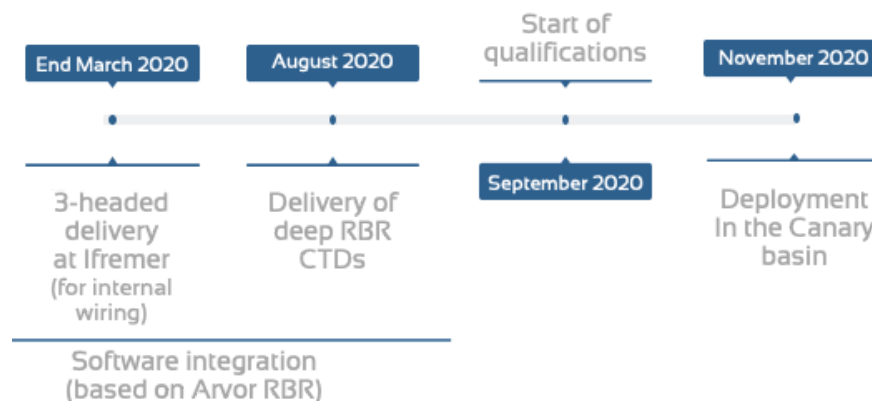 End March 2020
3-headed
delivery
at Ifremer
(for internal
wiring)
August 2020
Delivery of
deep RBR
CTDs
Software integration
(based on Arvor RBR)
Start of
qualifications
September 2020
November 2020
Deployment
In the Canary
basin